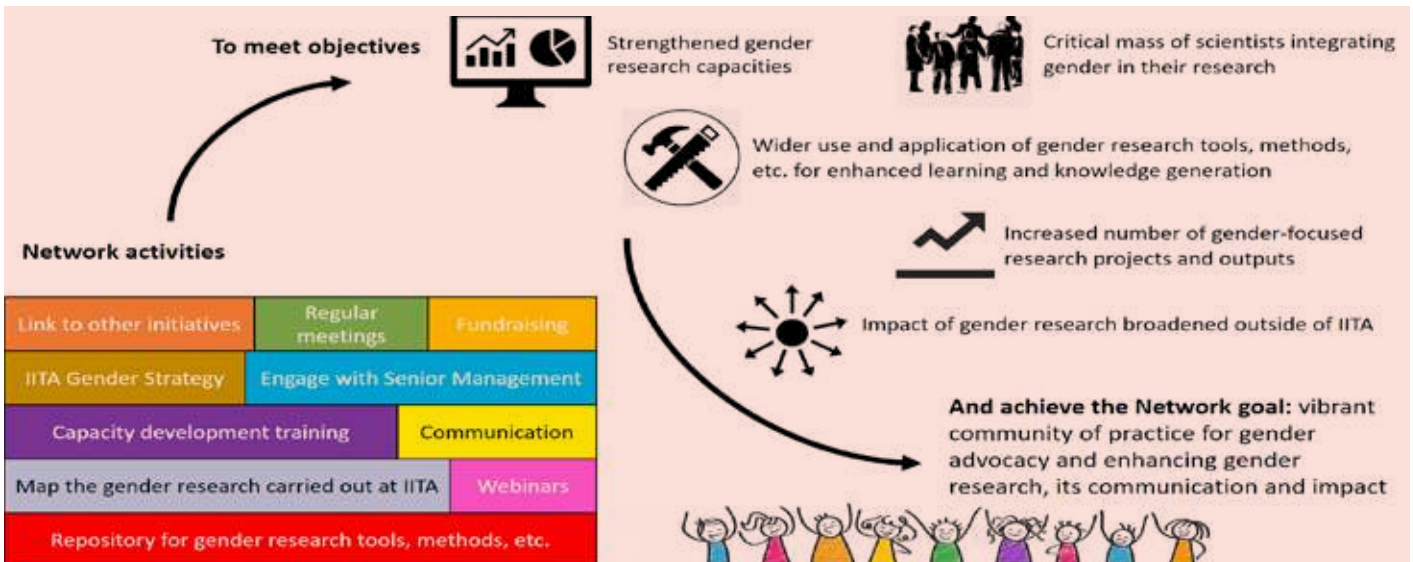 To meet objectives
Strengthened gender
research capacities
Critical mass of scientists integrating
gender in their research
Wider use and application of gender research tools, methods,
etc. for enhanced learning and knowledge generation
Increased number of gender-focused
research projects and outputs
Impact of gender research broadened outside of IITA
And achieve the Network goal: vibrant
community of practice for gender
advocacy and enhancing gender
research, its communication and impact
Network activities
Link to other initiatives
Regular
meetings
Fundraising
IITA Gender Strategy
Engage with Senior Management
Capacity development training
Communication
Map the gender research carried out at IITA
Webinars
Repository for gender research tools, methods, etc.